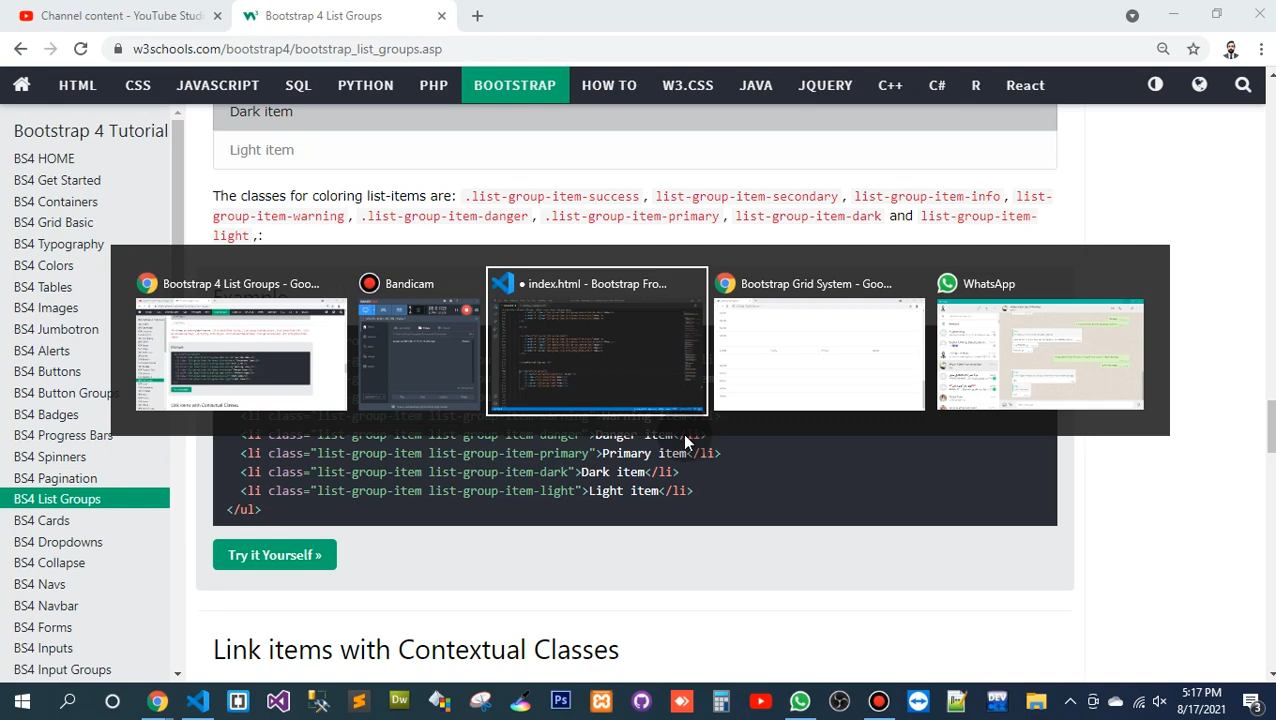 Channel content - YouTube Stud
Bootstrap 4 List Groups
w3schools.com/bootstrap4/bootstrap_list_groups.asp
HTML CSS JAVASCRIPT SQL PYTHON PHP BOOTSTRAP HOW TO W3.CSS JAVA JQUERY C++ C# R React
Bootstrap 4 Tutorial
BS4 HOME
BS4 Get Started
BS4 Containers
BS4 Grid Basic
BS4 Typography
BS4 Colors
BS4 Tables
BS4 Images
BS4 Jumbotron
BS4 Alerts
BS4 Buttons
BS4 Button Groups
BS4 Badges
BS4 Progress Bars
BS4 Spinners
BS4 Pagination
BS4 List Groups
BS4 Cards
BS4 Dropdowns
BS4 Collapse
BS4 Navs
BS4 Navbar
BS4 Forms
BS4 Inputs
BS4 Input Groups
Dark item
Light item
The classes for coloring list-items are: .list-group-item-success, list-group-item-secondary, list-group-item-info, list-
group-item-warning, .list-group-item-danger, .list-group-item-primary, list-group-item-dark and list-group-item-
light,:
Example
Bootstrap 4 List Groups - Goo...
Bandicam
● index.html - Bootstrap Pro...
Bootstrap Grid System - Goo...
WhatsApp
<li class="list-group-item list-group-item-danger">Danger item</li>
<li class="list-group-item list-group-item-primary">Primary item</li>
<li class="list-group-item list-group-item-dark">Dark item</li>
<li class="list-group-item list-group-item-light">Light item</li>
</ul>
Try it Yourself »
Link items with Contextual Classes
5:17 PM
8/17/2021
3